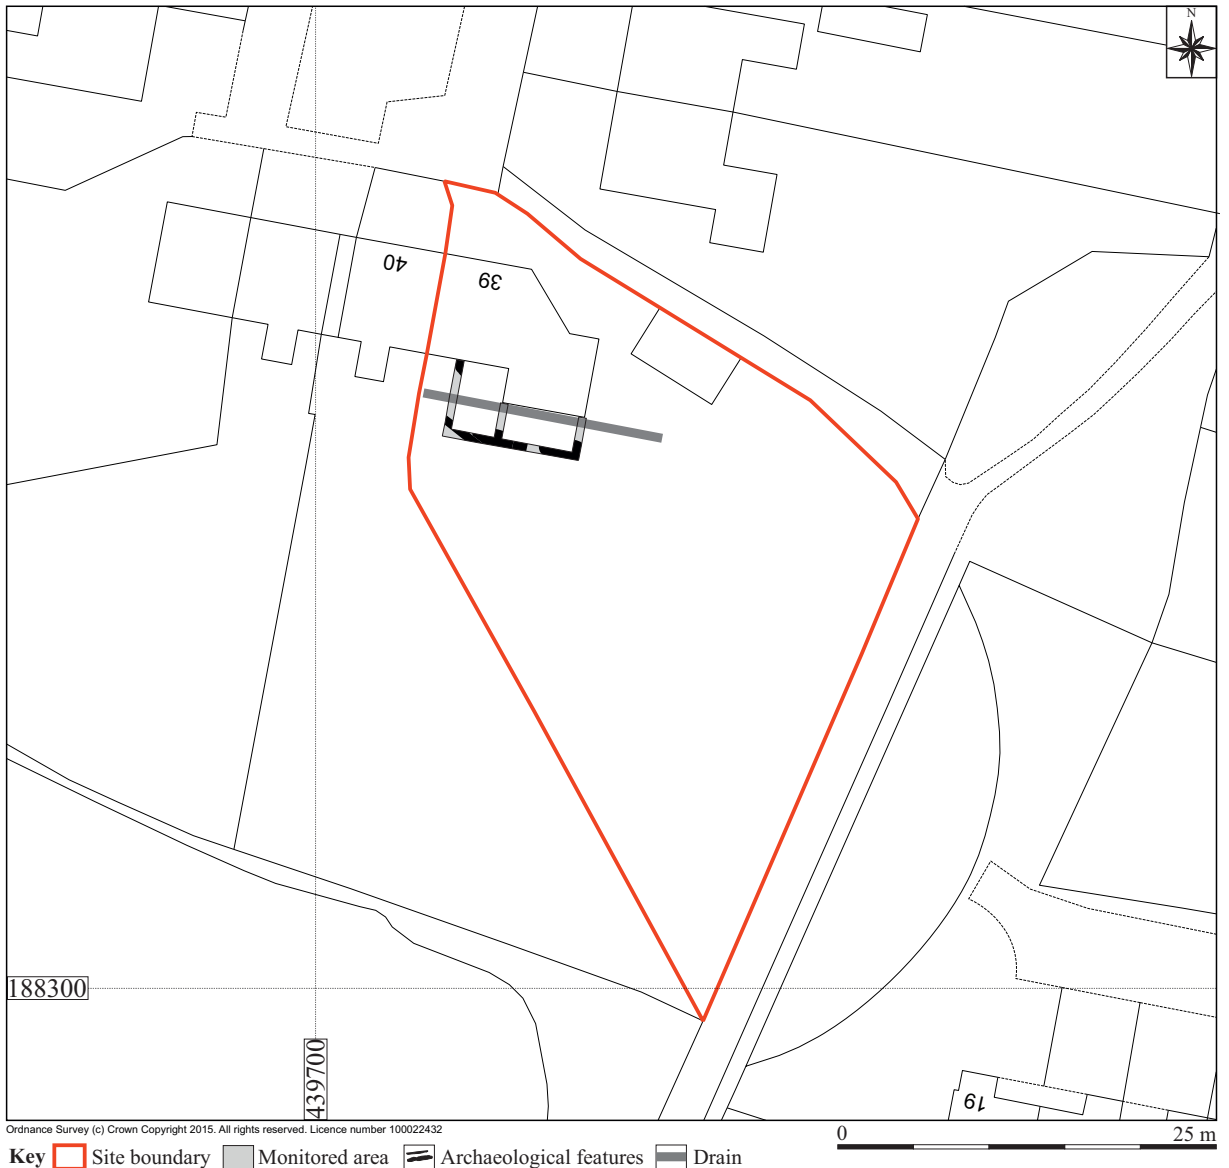 N
40
39
188300
439700
19
Ordnance Survey (c) Crown Copyright 2015. All rights reserved. Licence number 100022432
0 25 m
Key Site boundary Monitored area Archaeological features Drain